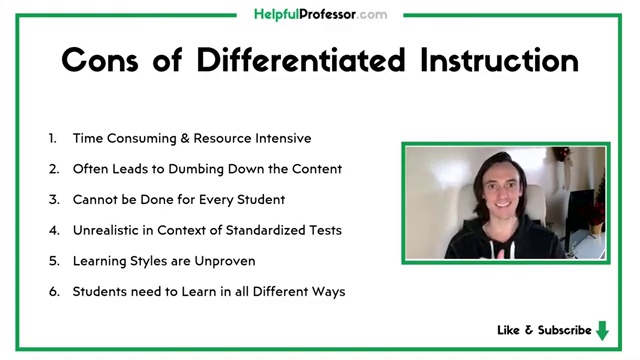 HelpfulProfessor.com
Cons of Differentiated Instruction
1. Time Consuming & Resource Intensive
2. Often Leads to Dumbing Down the Content
3. Cannot be Done for Every Student
4. Unrealistic in Context of Standardized Tests
5. Learning Styles are Unproven
6. Students need to Learn in all Different Ways
Like & Subscribe